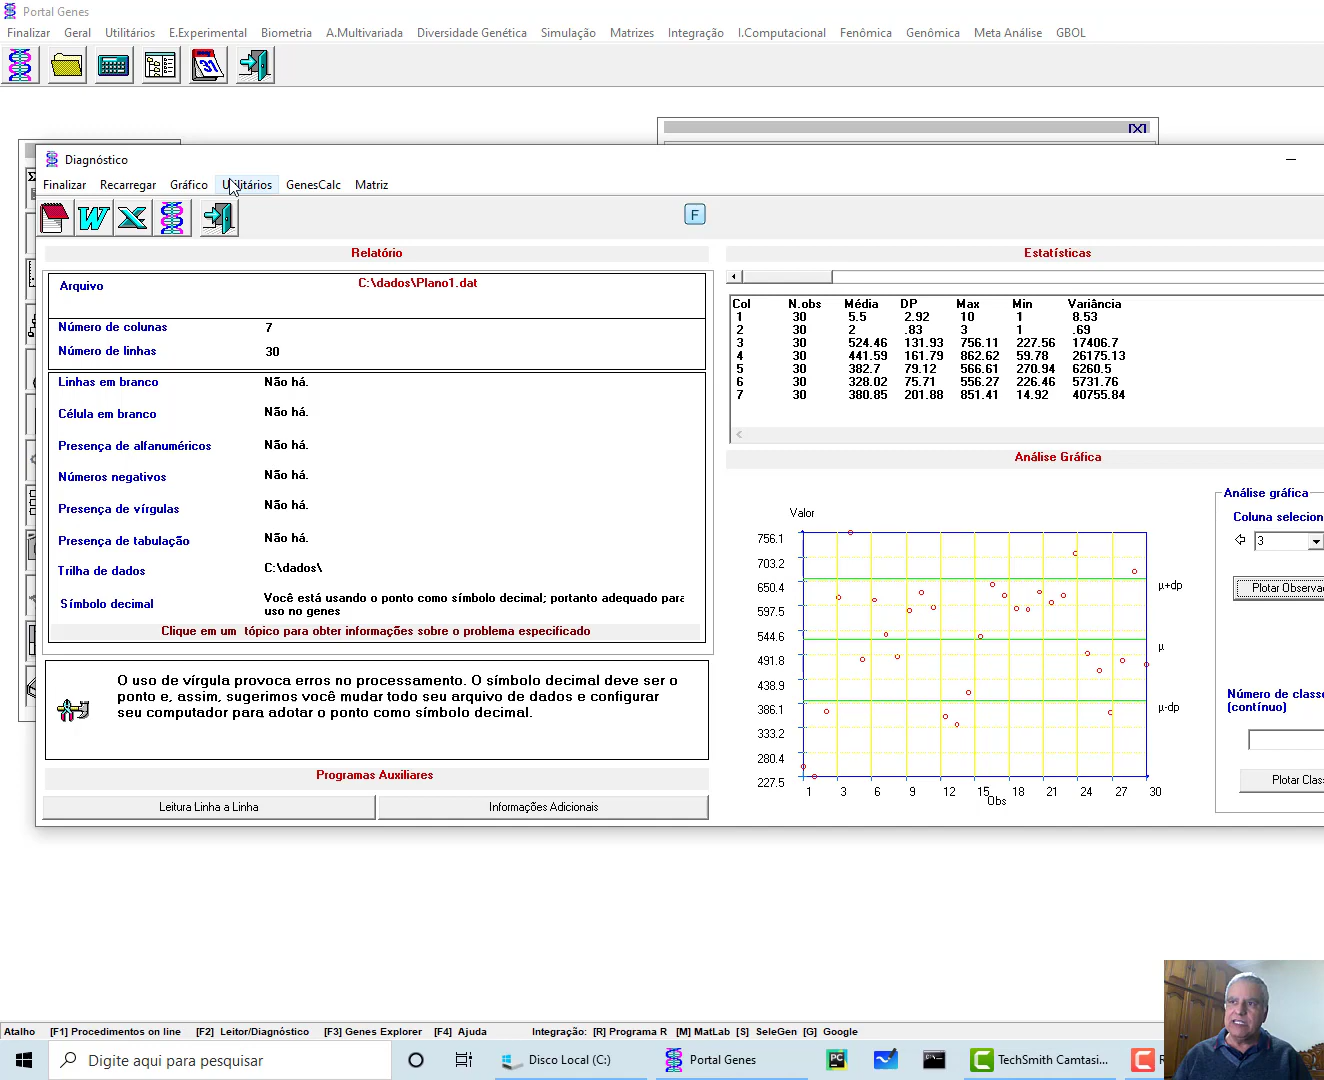 Portal Genes
Finalizar Geral Utilitários E.Experimental Biometria A.Multivariada Diversidade Genética Simulação Matrizes Integração I.Computacional Fenômica Genômica Meta Análise GBOL
31
[X]
Diagnóstico
Finalizar Recarregar Gráfico Utilitários GenesCalc Matriz
F
Relatório
Arquivo C:\dados\Plano1.dat
Número de colunas 7
Número de linhas 30
Linhas em branco Não há.
Célula em branco Não há.
Presença de alfanuméricos Não há.
Números negativos Não há.
Presença de vírgulas Não há.
Presença de tabulação Não há.
Trilha de dados C:\dados\
Símbolo decimal Você está usando o ponto como símbolo decimal; portanto adequado para
uso no genes
Clique em um tópico para obter informações sobre o problema especificado
O uso de vírgula provoca erros no processamento. O símbolo decimal deve ser o
ponto e, assim, sugerimos você mudar todo seu arquivo de dados e configurar
seu computador para adotar o ponto como símbolo decimal.
Programas Auxiliares
Leitura Linha a Linha Informações Adicionais
Estatísticas
Col N.obs Média DP Max Min Variância
1 30 5.5 2.92 10 1 8.53
2 30 2 .83 3 1 .69
3 30 524.46 131.93 756.11 227.56 17406.7
4 30 441.59 161.79 862.62 59.78 26175.13
5 30 382.7 79.12 566.61 270.94 6260.5
6 30 328.02 75.71 556.27 226.46 5731.76
7 30 380.85 201.88 851.41 14.92 40755.84
Análise Gráfica
Valor
756.1
703.2
650.4
597.5
544.6
491.8
438.9
386.1
333.2
280.4
227.5
1 3 6 9 12 15 18 21 24 27 30
Obs
µ+dp
µ
µ-dp
Análise gráfica
Coluna selecion
3
Plotar Observa
Número de classe
(contínuo)
Plotar Clas
Atalho [F1] Procedimentos on line [F2] Leitor/Diagnóstico [F3] Genes Explorer [F4] Ajuda Integração: [R] Programa R [M] MatLab [S] SeleGen [G] Google
Digite aqui para pesquisar Disco Local (C:) Portal Genes PC TechSmith Camtasi...